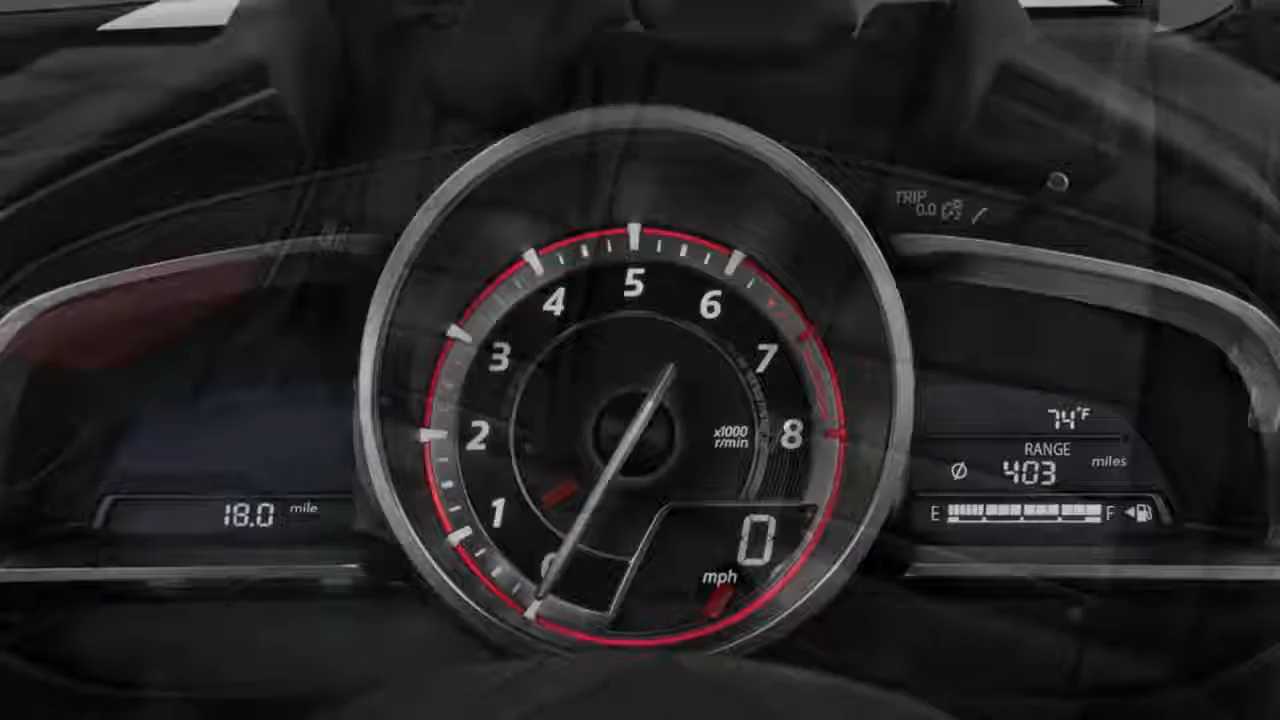 TRIP
0.0
5
4
6
3
7
74°F
2
x1000
r/min
8
RANGE
403 miles
1
18.0 mile
E F
0
mph